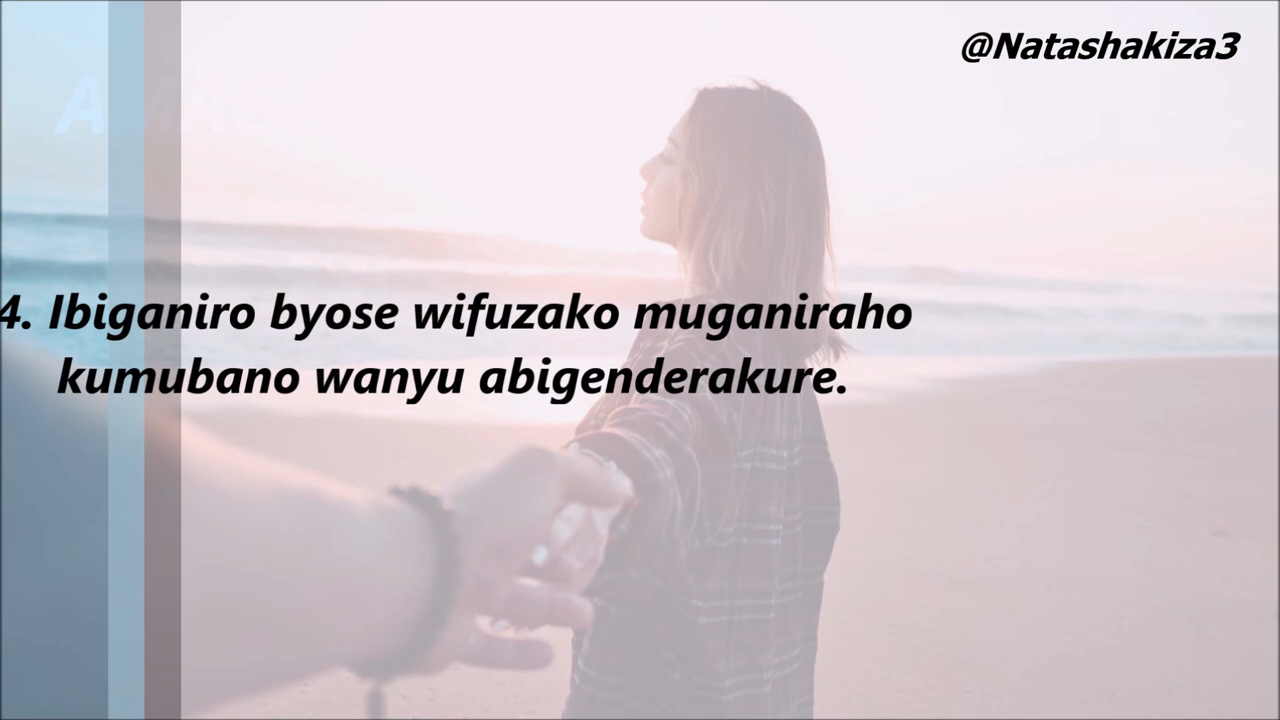 @Natashakiza3
4. Ibiganiro byose wifuzako muganiraho
kumubano wanyu abigenderakure.